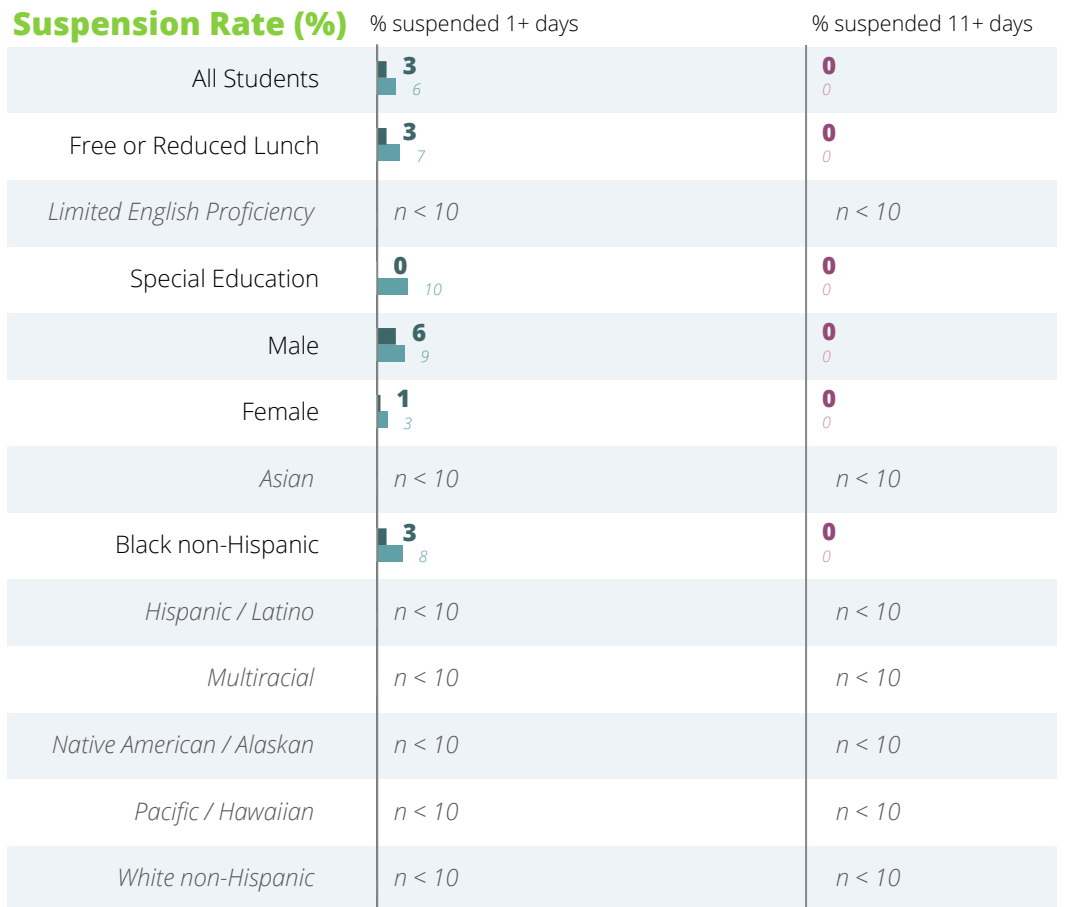 Suspension Rate (%) % suspended 1+ days % suspended 11+ days
All Students 3 0
6 0
Free or Reduced Lunch 3 0
7 0
Limited English Proficiency n < 10 n < 10
Special Education 0 0
10 0
Male 6 0
9 0
Female 1 0
3 0
Asian n < 10 n < 10
Black non-Hispanic 3 0
8 0
Hispanic / Latino n < 10 n < 10
Multiracial n < 10 n < 10
Native American / Alaskan n < 10 n < 10
Pacific / Hawaiian n < 10 n < 10
White non-Hispanic n < 10 n < 10